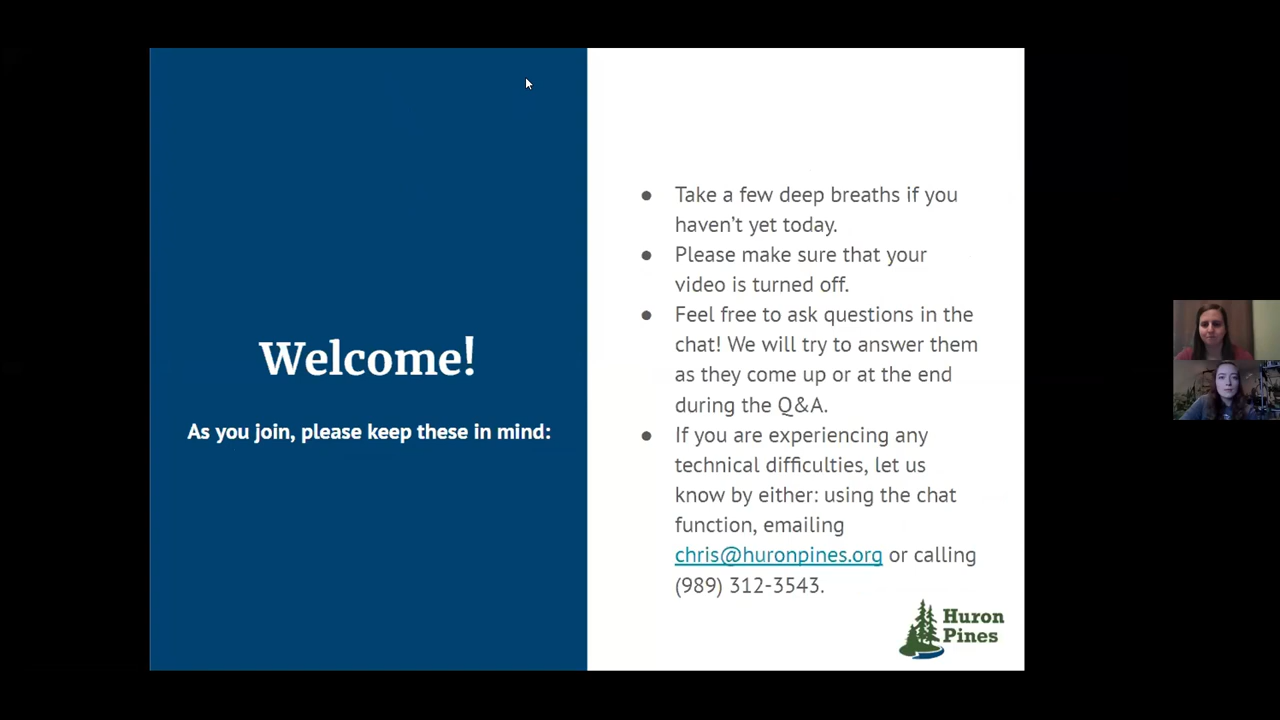 Welcome!
As you join, please keep these in mind:
● Take a few deep breaths if you
haven’t yet today.
● Please make sure that your
video is turned off.
● Feel free to ask questions in the
chat! We will try to answer them
as they come up or at the end
during the Q&A.
● If you are experiencing any
technical difficulties, let us
know by either: using the chat
function, emailing
chris@huronpines.org or calling
(989) 312-3543.
Huron
Pines